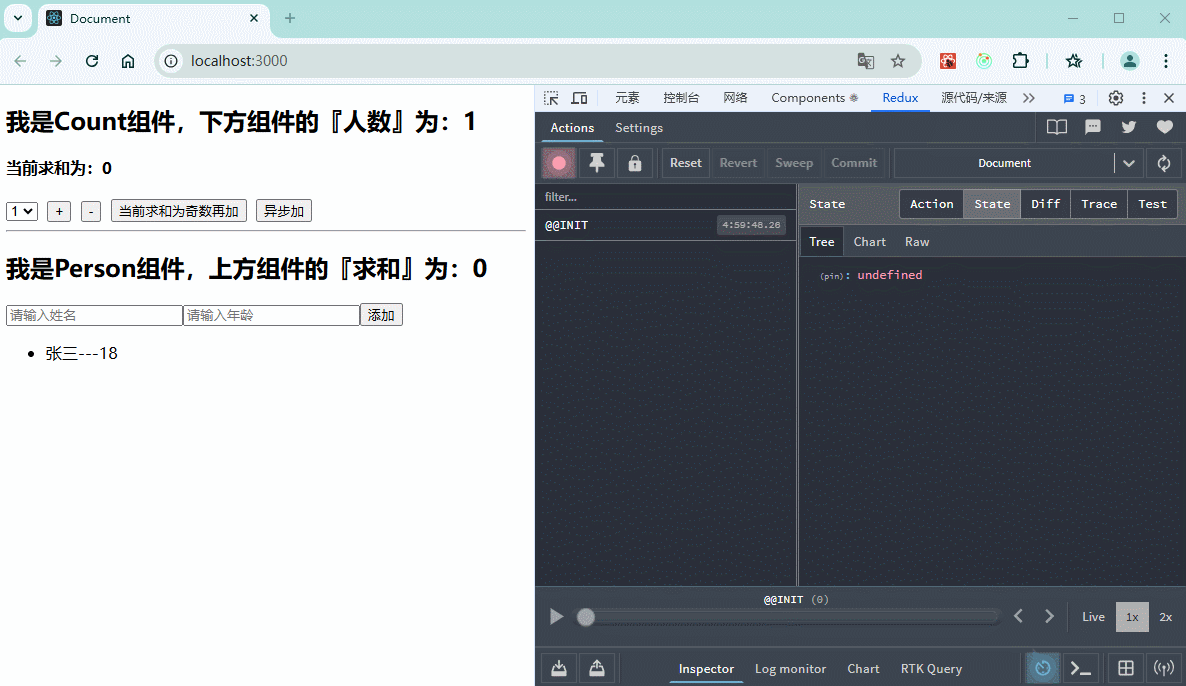 Document
localhost:3000
我是Count组件，下方组件的『人数』为：1
当前求和为：0
1 + - 当前求和为奇数再加 异步加
我是Person组件，上方组件的『求和』为：0
请输入姓名 请输入年龄 添加
张三---18
元素 控制台 网络 Components Redux 源代码/来源 3
Actions Settings
Reset Revert Sweep Commit Document
filter...
@@INIT 4:59:48.20
State Action State Diff Trace Test
Tree Chart Raw
(pin): undefined
@@INIT (0)
Live 1x 2x
Inspector Log monitor Chart RTK Query